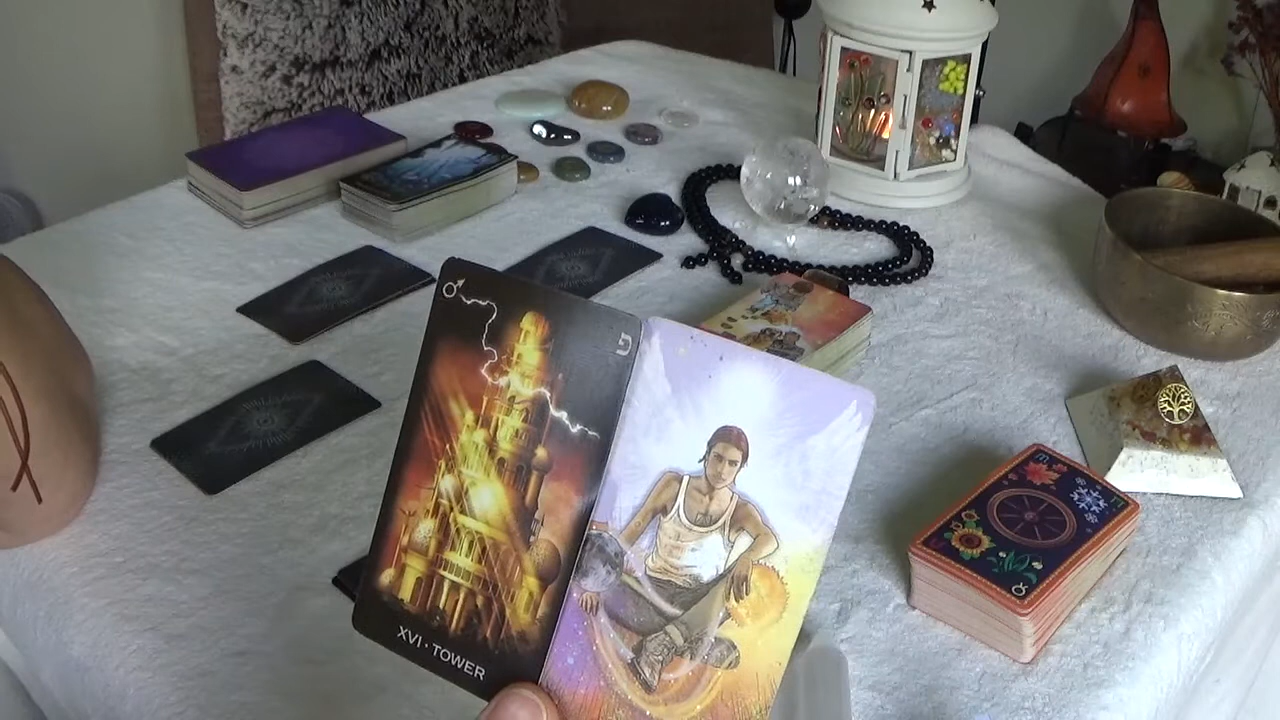 ♂
פ
XVI · TOWER